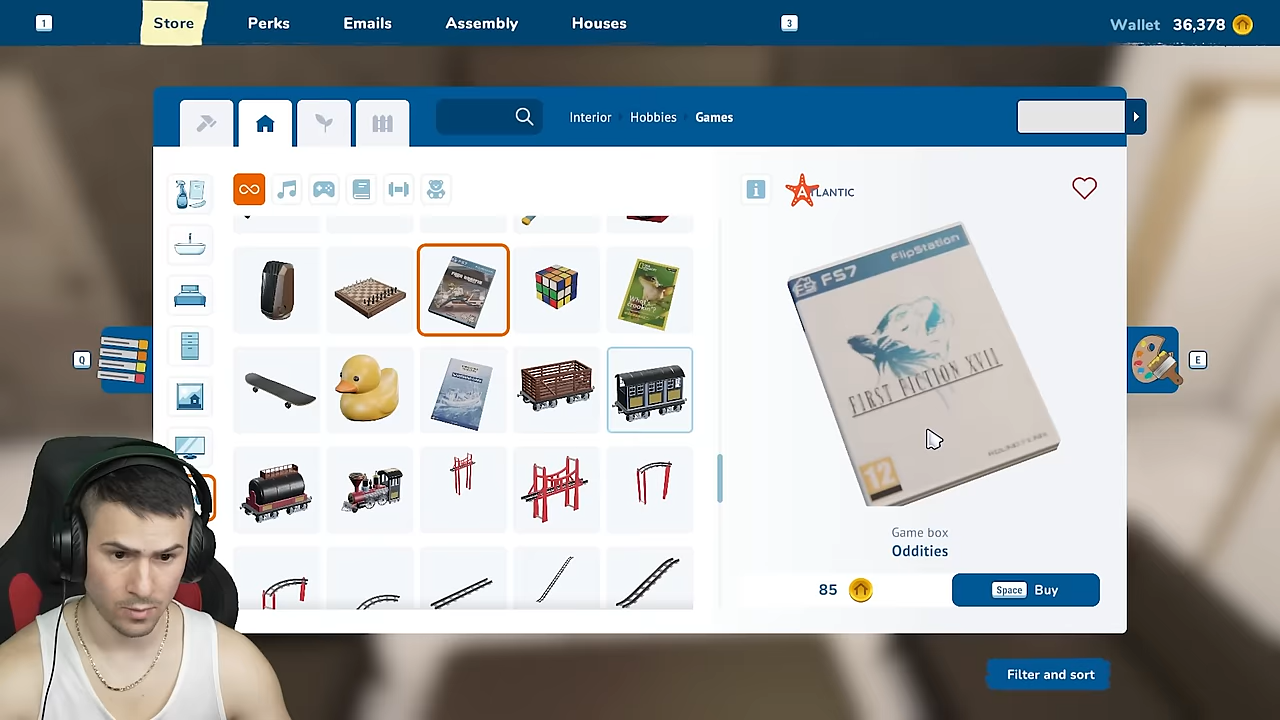 1 Store Perks Emails Assembly Houses 3 Wallet 36,378
Interior Hobbies Games
ATLANTIC
FS7 FlipStation
FIRST FICTION XVII
12
Q
E
Game box
Oddities
85 Space Buy
Filter and sort